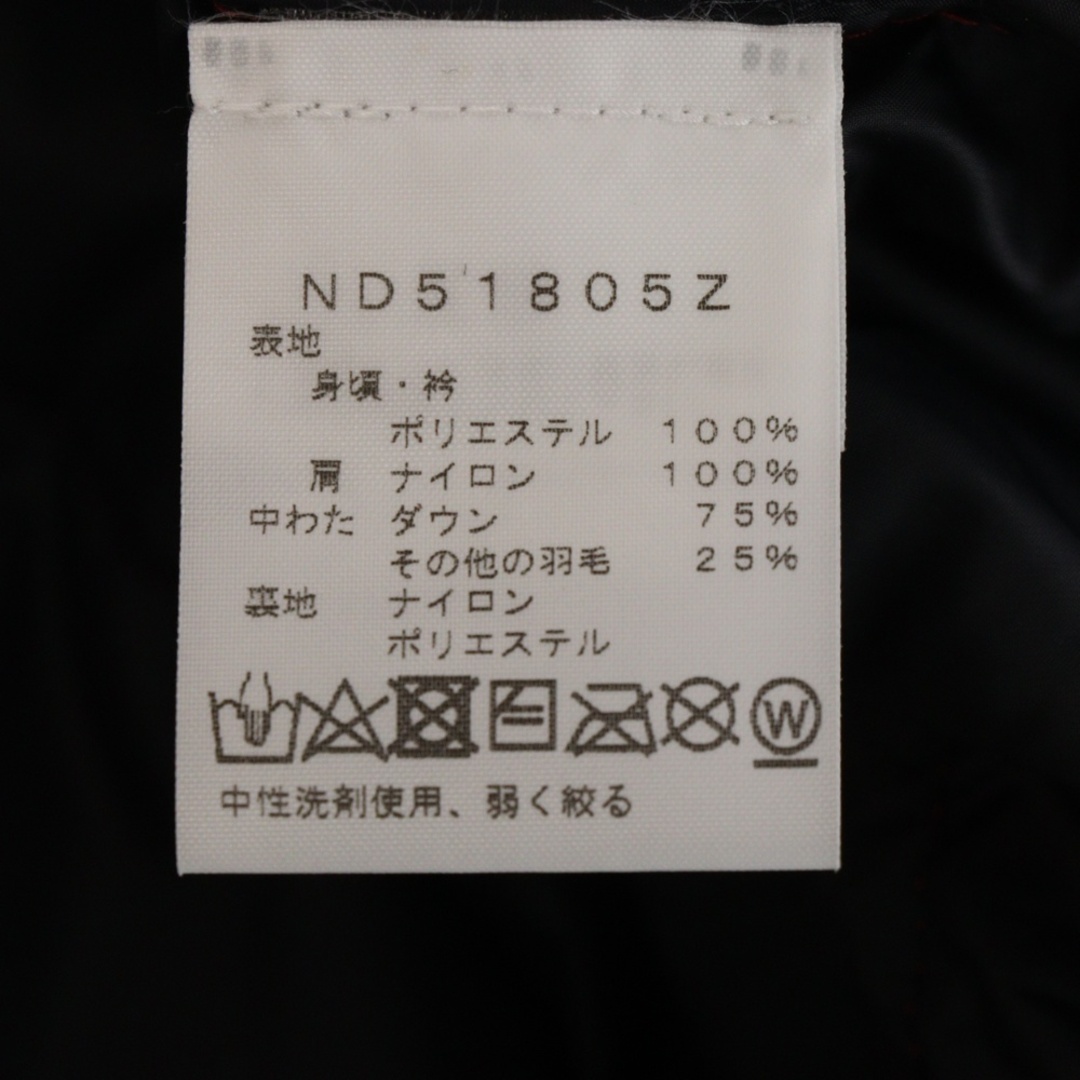 ND51805Z
表地
身頃・衿
ポリエステル 100%
肩 ナイロン 100%
中わた ダウン 75%
その他の羽毛 25%
裏地 ナイロン
ポリエステル
W
中性洗剤使用、弱く絞る